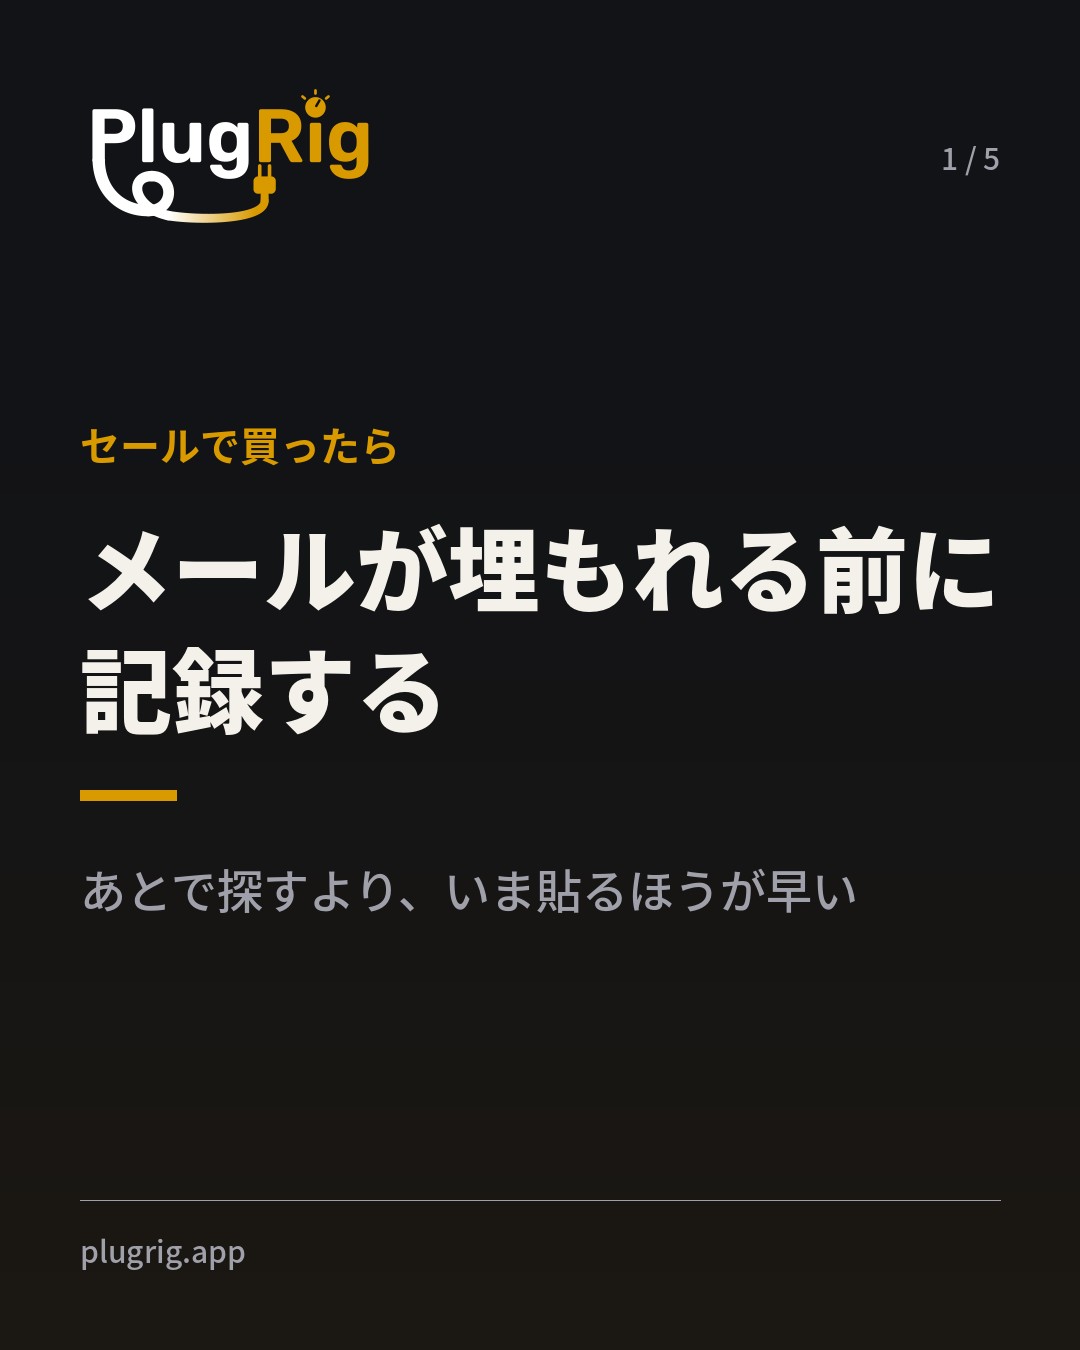 PlugRig
1 / 5
セールで買ったら
メールが埋もれる前に
記録する
あとで探すより、いま貼るほうが早い
plugrig.app